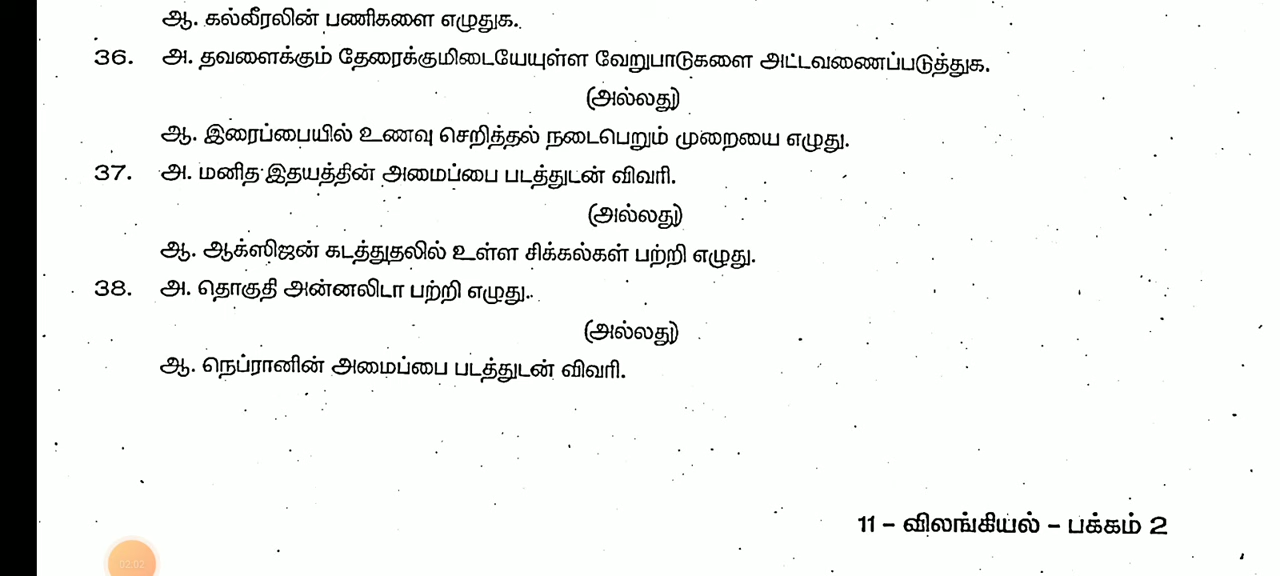 ஆ. கல்லீரலின் பணிகளை எழுதுக.
36. அ. தவளைக்கும் தேரைக்குமிடையேயுள்ள வேறுபாடுகளை அட்டவணைப்படுத்துக.
(அல்லது)
ஆ. இரைப்பையில் உணவு செறித்தல் நடைபெறும் முறையை எழுது.
37. அ. மனித இதயத்தின் அமைப்பை படத்துடன் விவரி.
(அல்லது)
ஆ. ஆக்ஸிஜன் கடத்துதலில் உள்ள சிக்கல்கள் பற்றி எழுது.
38. அ. தொகுதி அன்னலிடா பற்றி எழுது.
(அல்லது)
ஆ. நெப்ரானின் அமைப்பை படத்துடன் விவரி.
11 – விலங்கியல் – பக்கம் 2
02:02